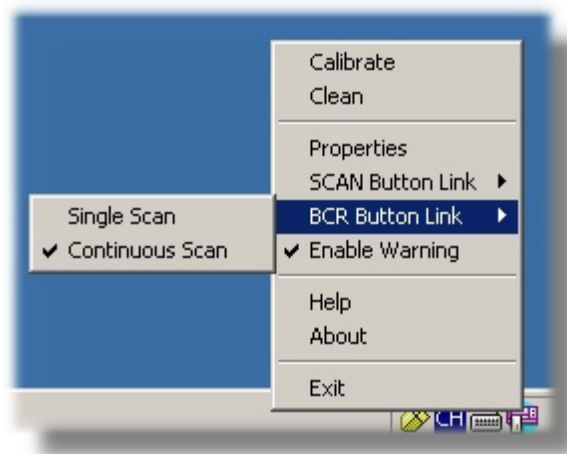 Calibrate
Clean
Properties
SCAN Button Link
BCR Button Link
Enable Warning
Help
About
Exit
Single Scan
Continuous Scan
CH